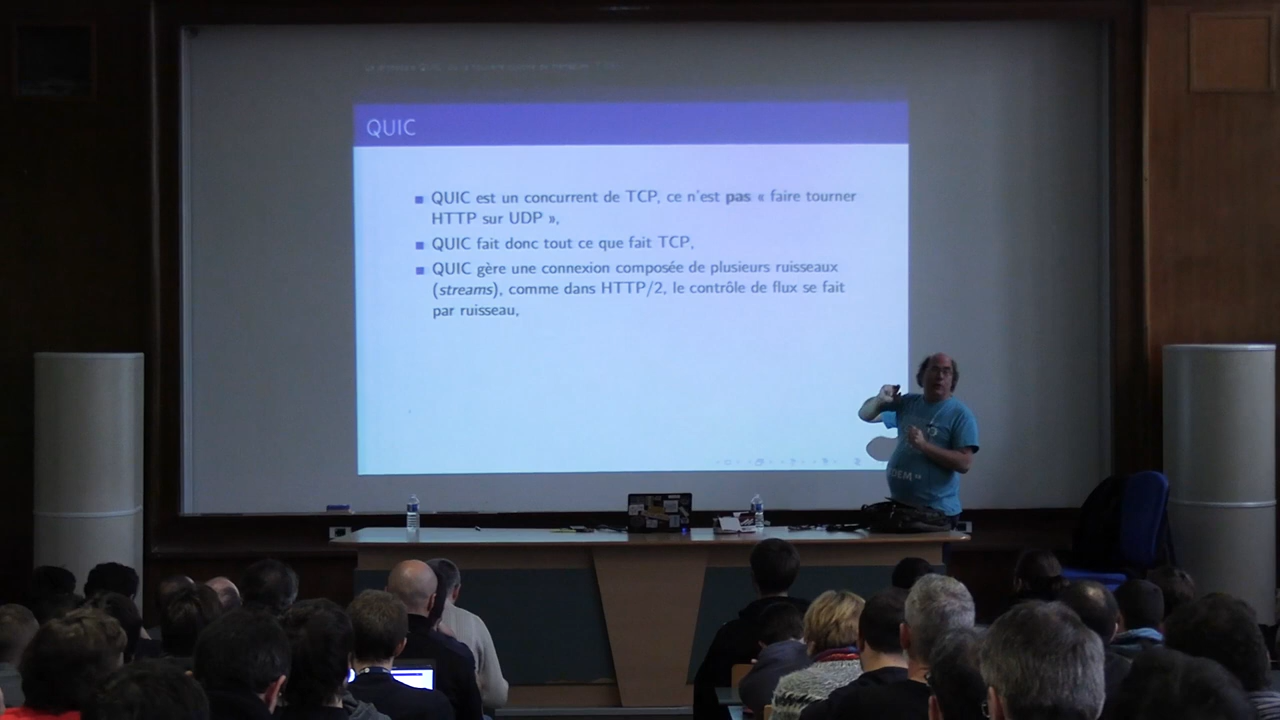 QUIC
QUIC est un concurrent de TCP, ce n'est pas « faire tourner
HTTP sur UDP »,
QUIC fait donc tout ce que fait TCP,
QUIC gère une connexion composée de plusieurs ruisseaux
(streams), comme dans HTTP/2, le contrôle de flux se fait
par ruisseau,